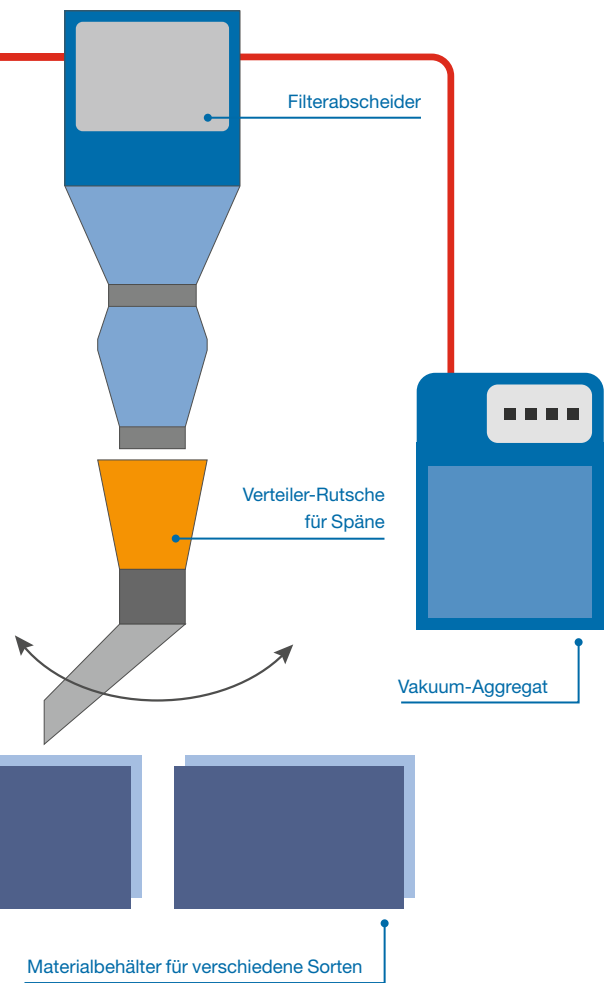 Filterabscheider
Verteiler-Rutsche
für Späne
Vakuum-Aggregat
Materialbehälter für verschiedene Sorten